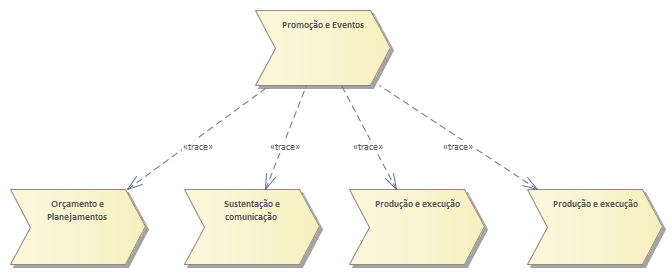 Promoção e Eventos
«trace»
«trace»
«trace»
«trace»
Orçamento e
Planejamentos
Sustentação e
comunicação
Produção e execução
Produção e execução